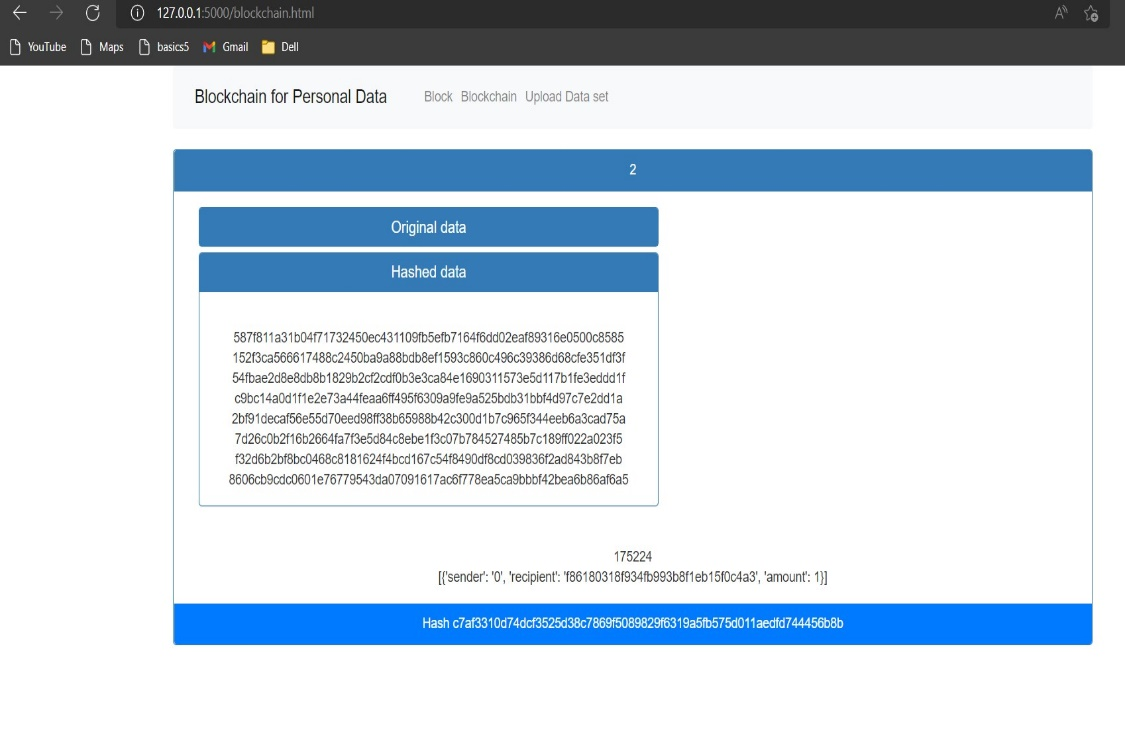 127.0.0.1:5000/blockchain.html
YouTube Maps basics5 Gmail Dell
Blockchain for Personal Data Block Blockchain Upload Data set
2
Original data
Hashed data
587f811a31b04f71732450ec431109fb5efb7164f6dd02eaf89316e0500c8585
152f3ca566617488c2450ba9a88bdb8ef1593c860c496c39386d68cfe351df3f
54fbae2d8e8db8b1829b2cf2cdf0b3e3ca84e1690311573e5d117b1fe3eddd1f
c9bc14a0d1f1e2e73a44feaa6ff495f6309a9fe9a525bdb31bbf4d97c7e2dd1a
2bf91decaf56e55d70eed98ff38b65988b42c300d1b7c965f344eeb6a3cad75a
7d26c0b2f16b2664fa7f3e5d84c8ebe1f3c07b784527485b7c189ff022a023f5
f32d6b2bf8bc0468c8181624f4bcd167c54f8490df8cd039836f2ad843b8f7eb
8606cb9cdc0601e76779543da07091617ac6f778ea5ca9bbbf42bea6b86af6a5
175224
[{'sender': '0', 'recipient': 'f86180318f934fb993b8f1eb15f0c4a3', 'amount': 1}]
Hash c7af3310d74dcf3525d38c7869f5089829f6319a5fb575d011aedfd744456b8b